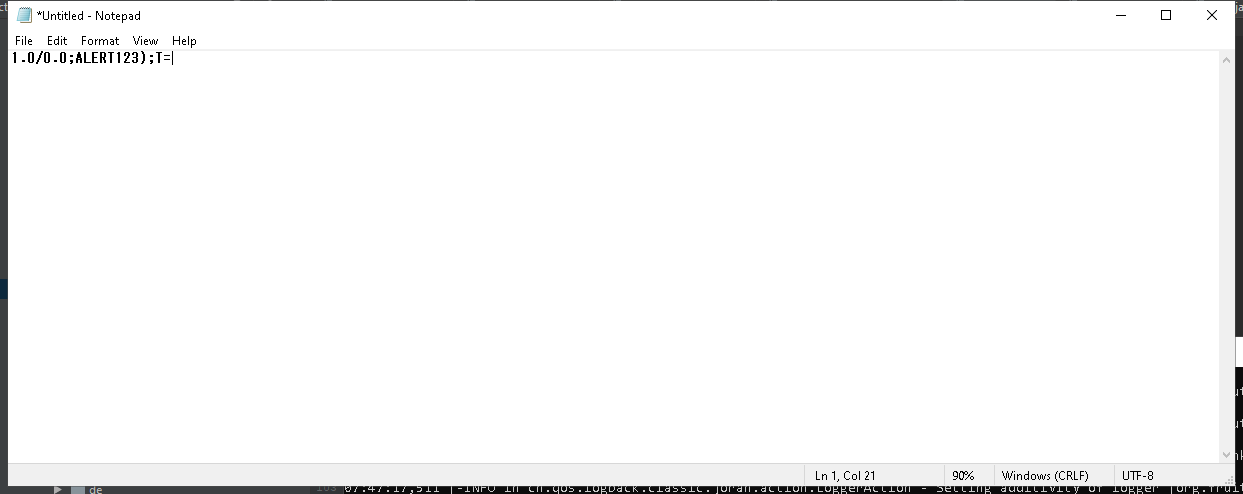 *Untitled - Notepad
File Edit Format View Help
1.0/0.0;ALERT123);T=
Ln 1, Col 21 90% Windows (CRLF) UTF-8
de
07:47:17,511 |-INFO in ch.qos.logback.classic.joran.action.LoggerAction - Setting additivity of logger